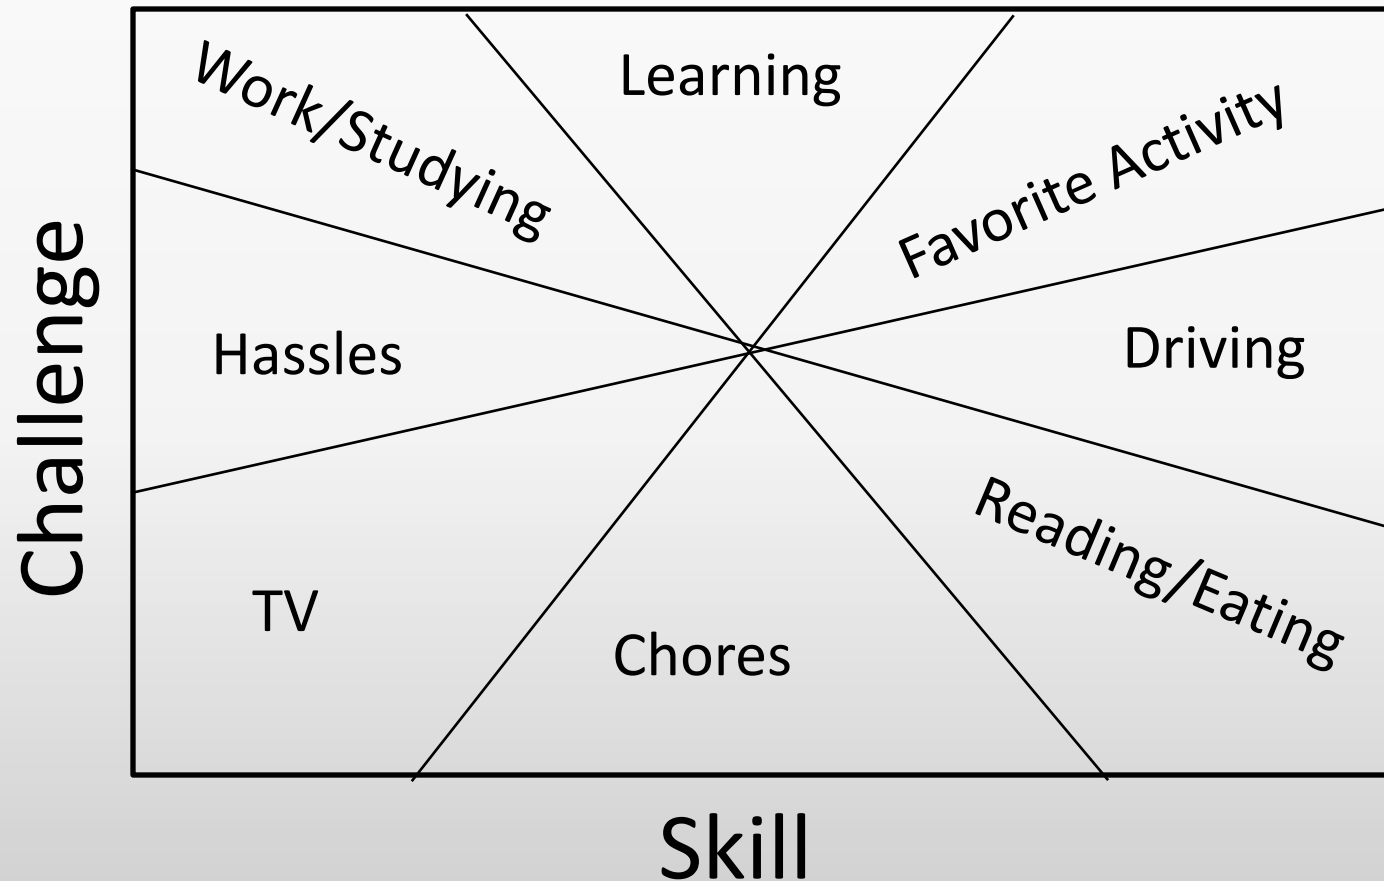 Work/Studying
Learning
Favorite Activity
Challenge
Hassles
Driving
TV
Chores
Reading/Eating
Skill